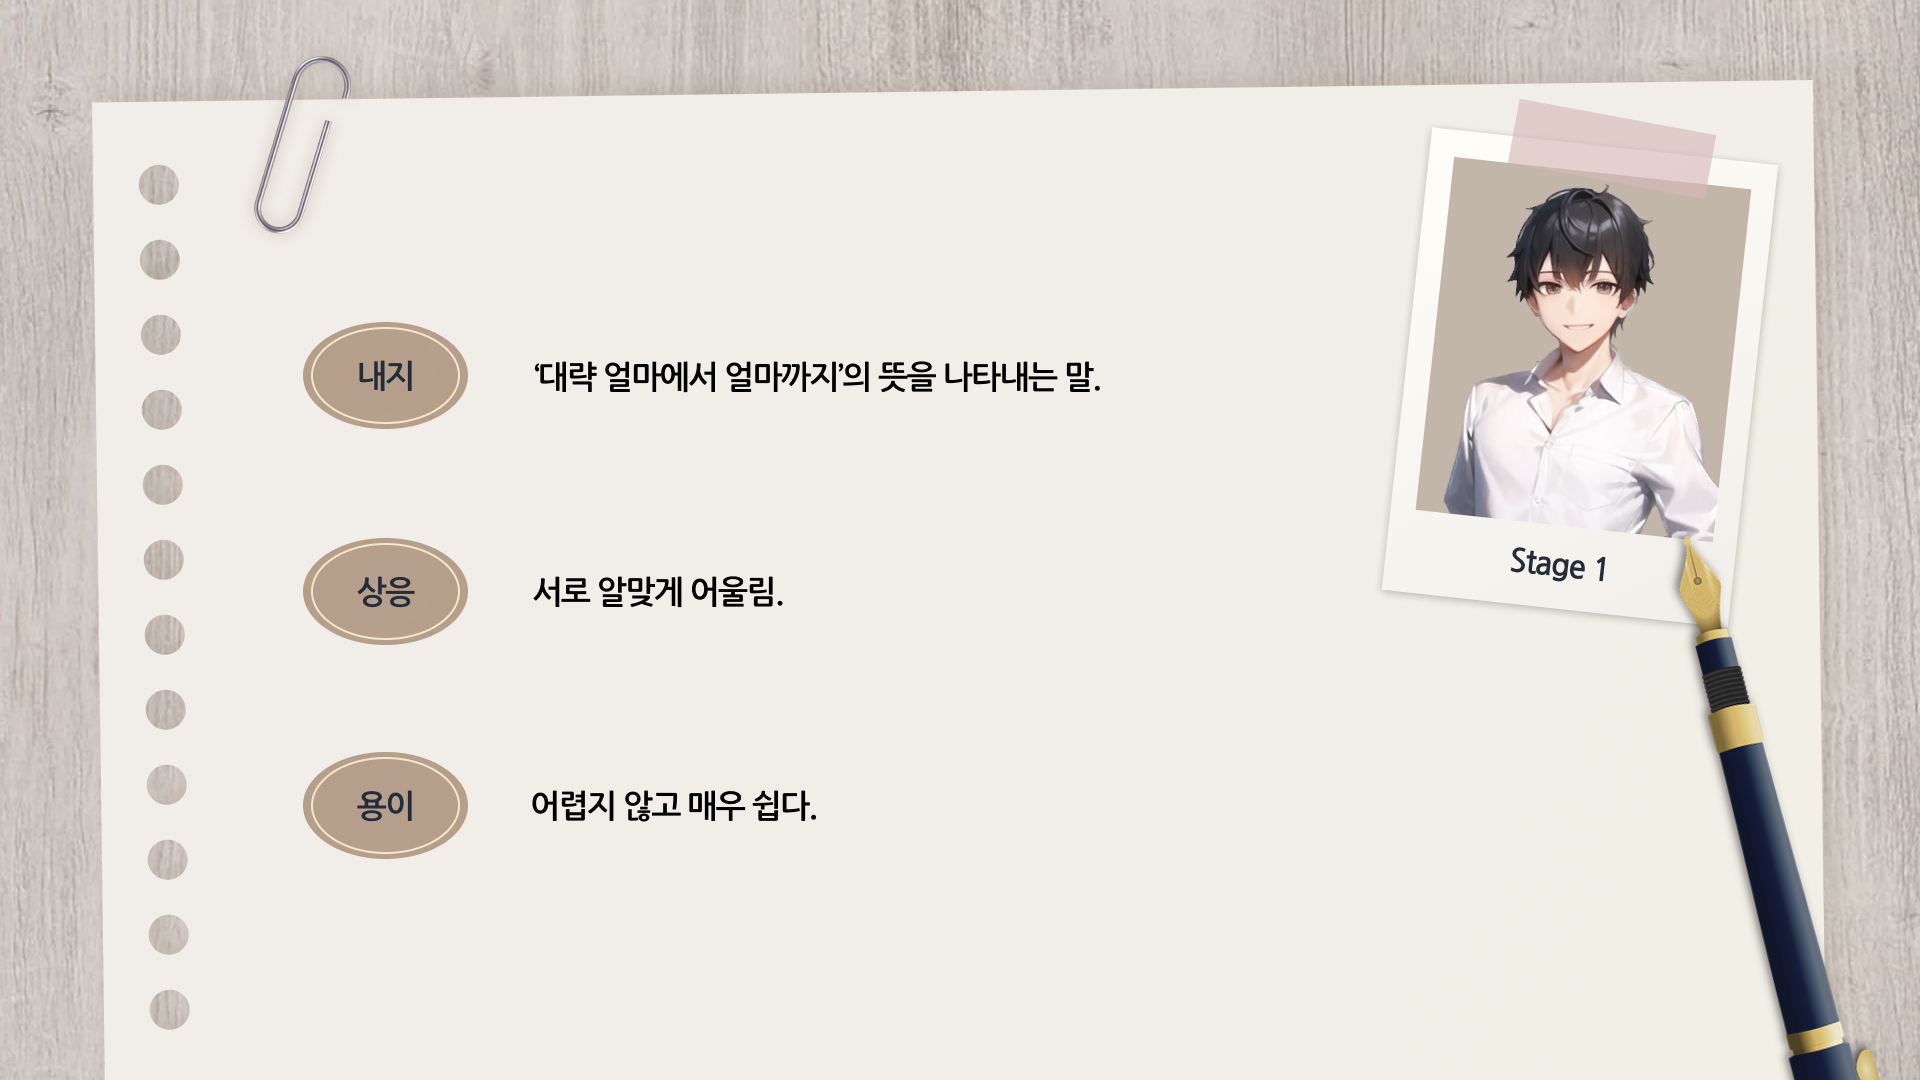 내지
‘대략 얼마에서 얼마까지’의 뜻을 나타내는 말.
상응
서로 알맞게 어울림.
용이
어렵지 않고 매우 쉽다.
Stage 1